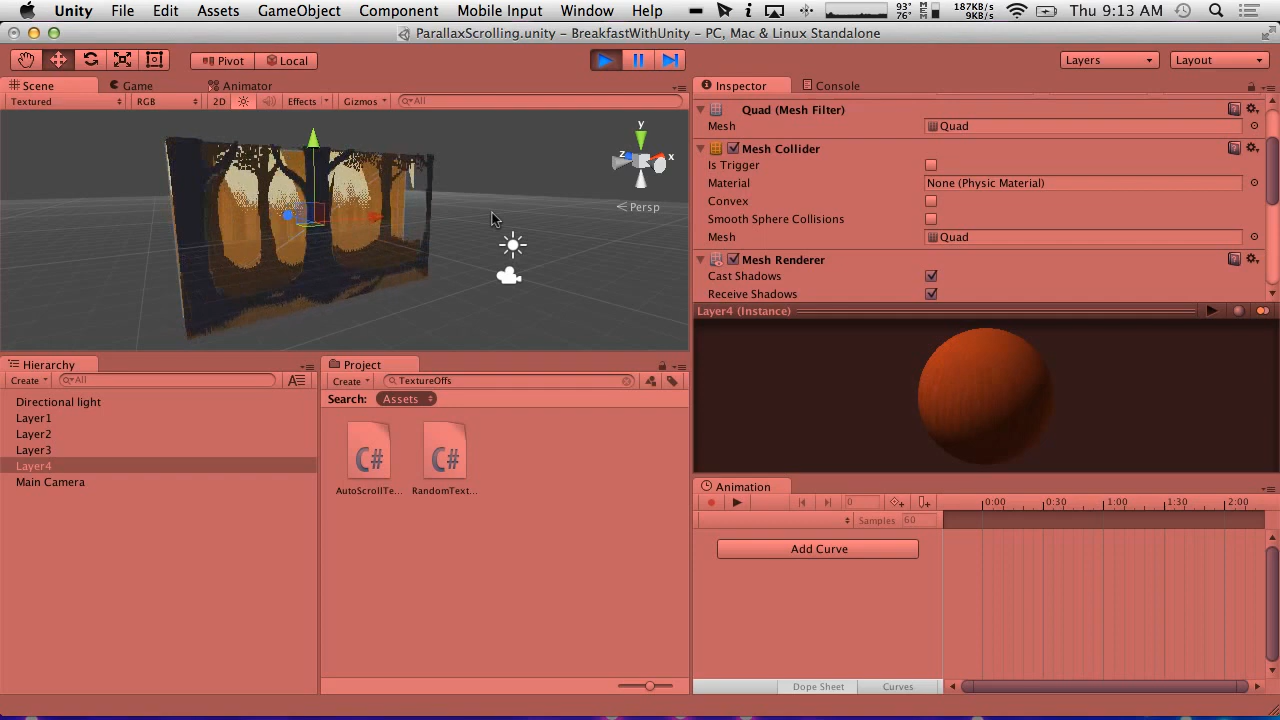 Unity File Edit Assets GameObject Component Mobile Input Window Help 93° 76° MEM 187KB/s 9KB/s Thu 9:13 AM
ParallaxScrolling.unity - BreakfastWithUnity - PC, Mac & Linux Standalone
Pivot Local Layers Layout
Scene Game Animator
Textured RGB 2D Effects Gizmos All
y
z x
Persp
Inspector Console
Quad (Mesh Filter)
Mesh Quad
Mesh Collider
Is Trigger
Material None (Physic Material)
Convex
Smooth Sphere Collisions
Mesh Quad
Mesh Renderer
Cast Shadows
Receive Shadows
Layer4 (Instance)
Hierarchy
Create All
Directional light
Layer1
Layer2
Layer3
Layer4
Main Camera
Project
Create TextureOffs
Search: Assets
C# C#
AutoScrollTe... RandomText...
Animation
0 0:00 0:30 1:00 1:30 2:00
Samples 60
Add Curve
Dope Sheet Curves